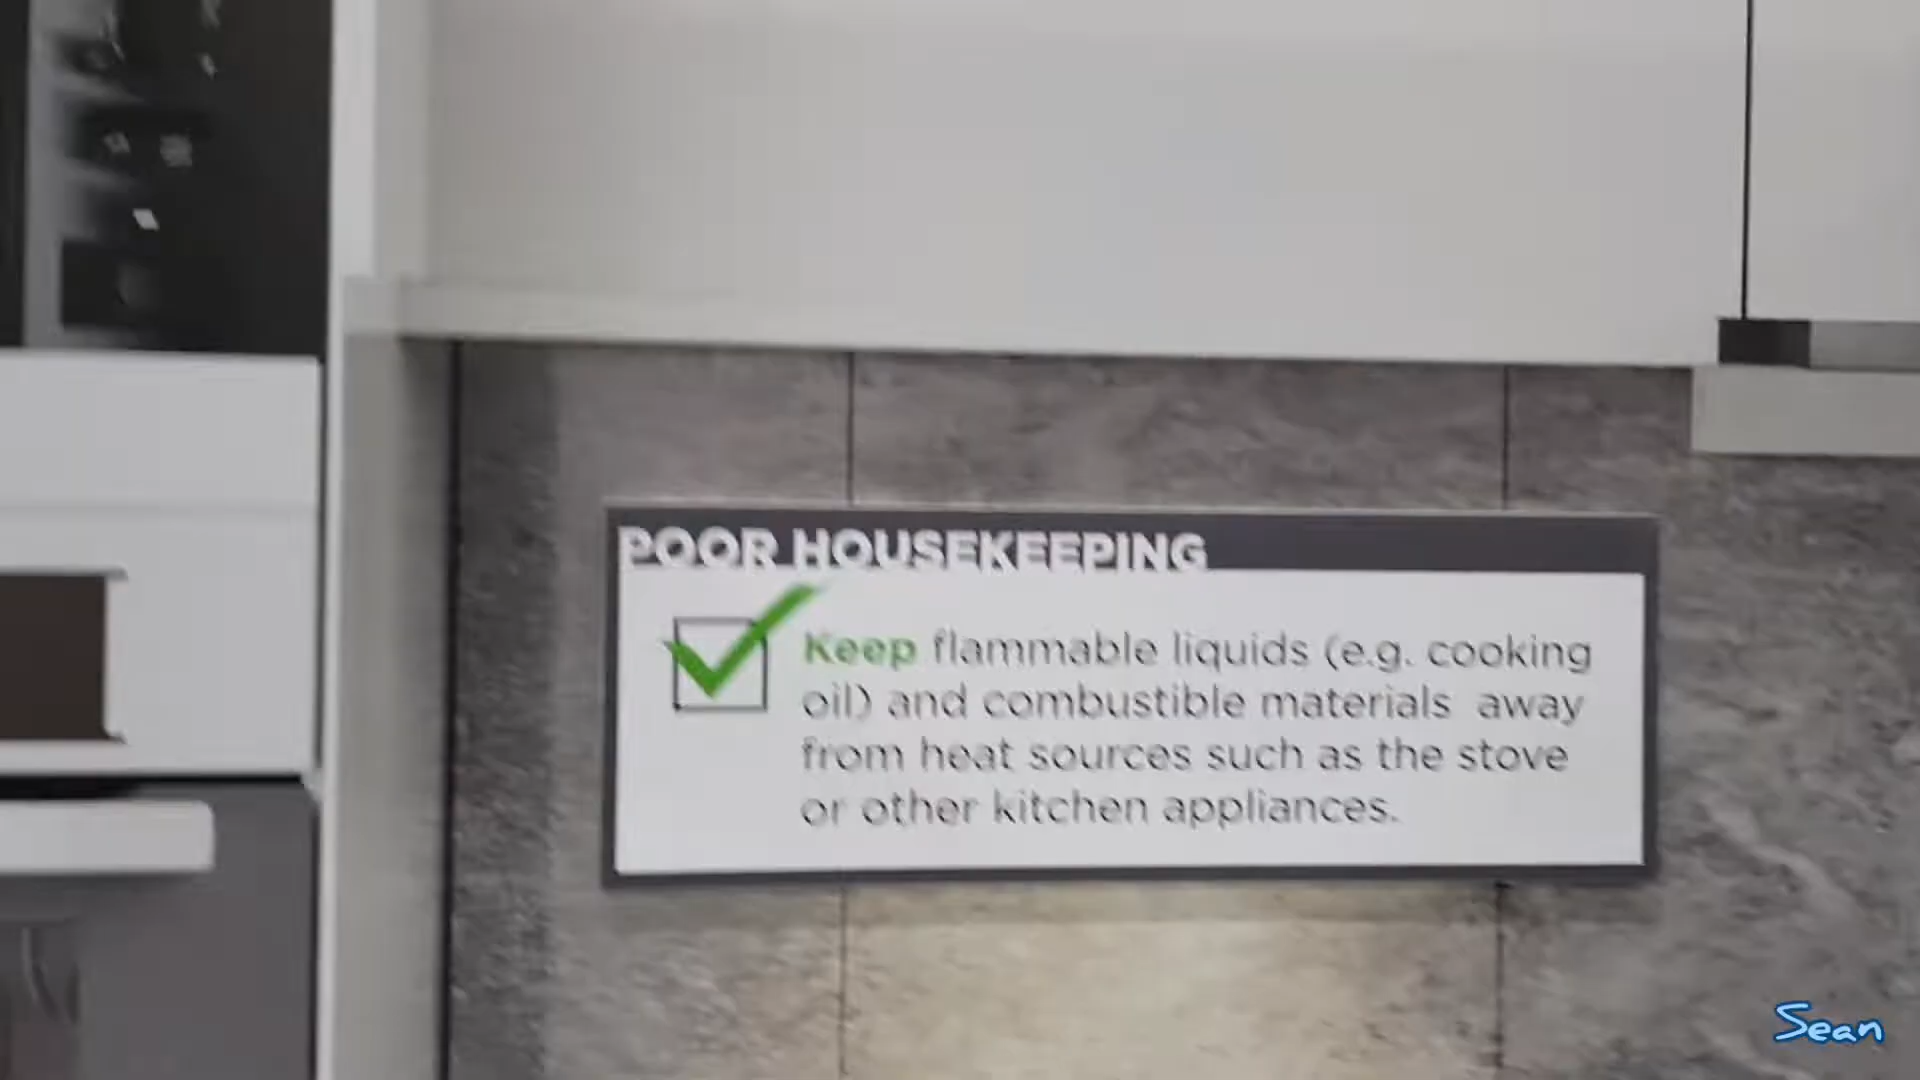 POOR HOUSEKEEPING
Keep flammable liquids (e.g. cooking
oil) and combustible materials away
from heat sources such as the stove
or other kitchen appliances.
Sean